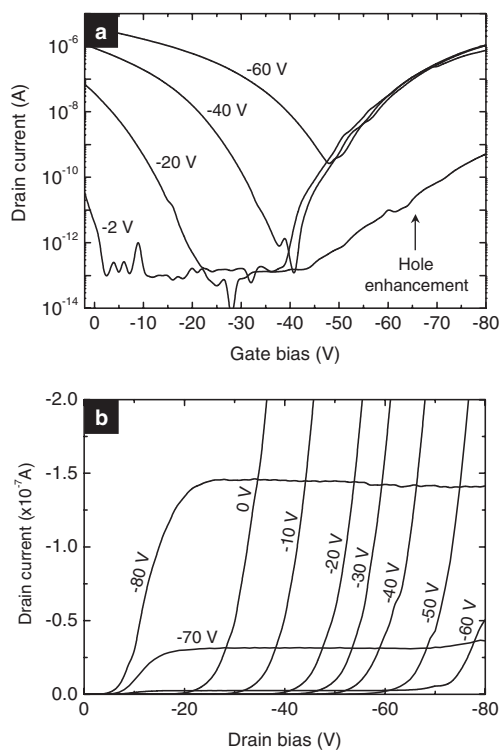 a
10⁻⁶
10⁻⁸
10⁻¹⁰
10⁻¹²
10⁻¹⁴
Drain current (A)
-60 V
-40 V
-20 V
-2 V
Hole
enhancement
0 -10 -20 -30 -40 -50 -60 -70 -80
Gate bias (V)
b
-2.0
-1.5
-1.0
-0.5
0.0
Drain current (x10⁻⁷A)
-80 V
0 V
-10 V
-20 V
-30 V
-40 V
-50 V
-60 V
-70 V
0 -20 -40 -60 -80
Drain bias (V)